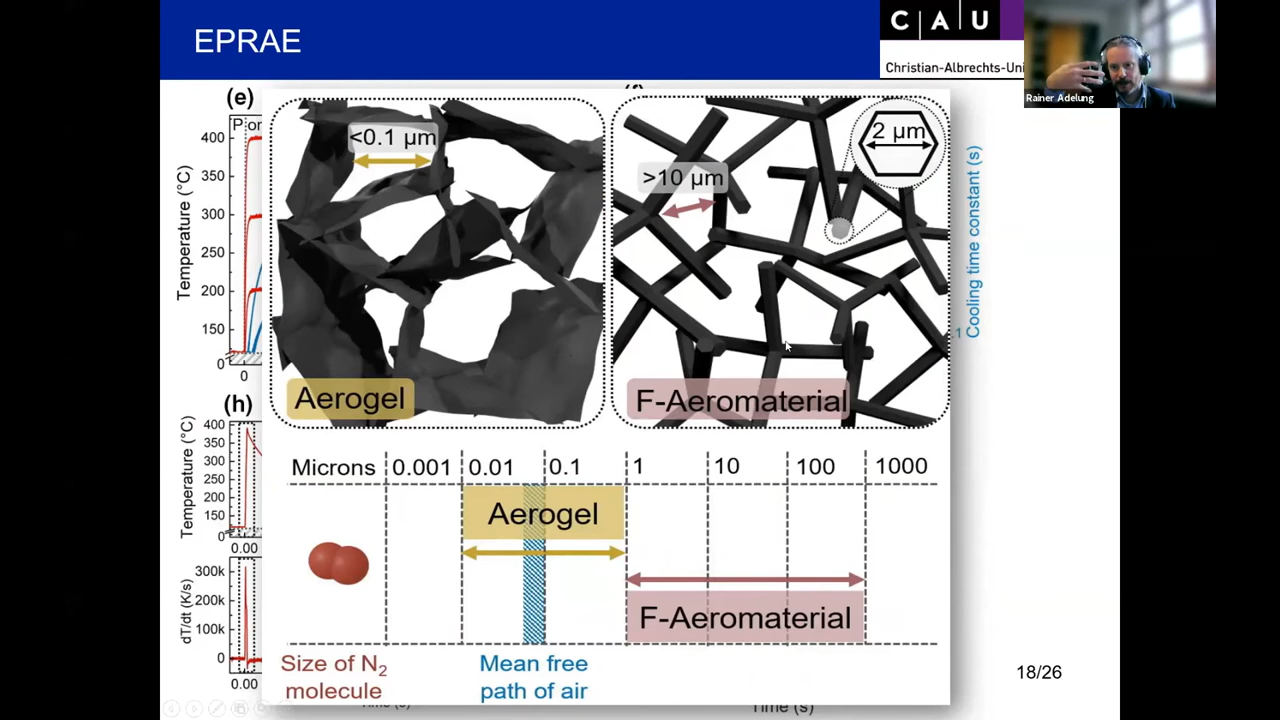 EPRAE
C A U
Christian-Albrechts-Uni
Rainer Adelung
(e)
400
350
300
250
200
150
0
0
Temperature (°C)
<0.1 µm
Aerogel
>10 µm
2 µm
F-Aeromaterial
Cooling time constant (s)
(h)
400
350
300
250
200
150
0
0.00
Temperature (°C)
300k
200k
100k
0
0.00
dT/dt (K/s)
Microns 0.001 0.01 0.1 1 10 100 1000
Aerogel
F-Aeromaterial
Size of N₂
molecule
Mean free
path of air
18/26
Time (s)
Time (s)